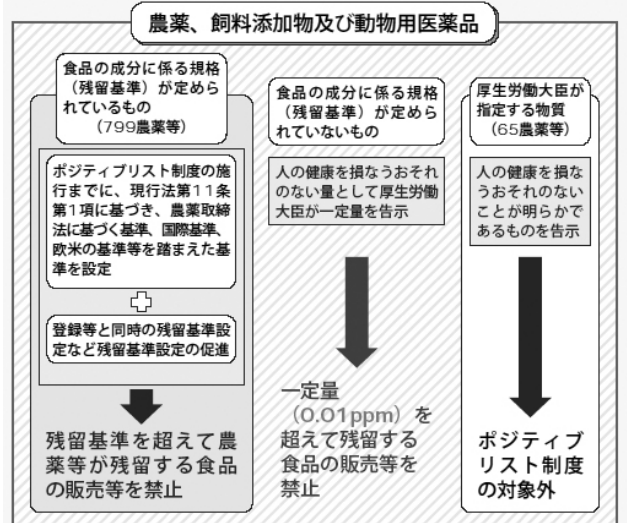 農薬、飼料添加物及び動物用医薬品
食品の成分に係る規格
（残留基準）が定めら
れているもの
（799農薬等）
ポジティブリスト制度の施
行までに、現行法第11条
第1項に基づき、農薬取締
法に基づく基準、国際基準、
欧米の基準等を踏まえた基
準を設定
登録等と同時の残留基準設
定など残留基準設定の促進
残留基準を超えて農
薬等が残留する食品
の販売等を禁止
食品の成分に係る規格
（残留基準）が定めら
れていないもの
人の健康を損なうおそれ
のない量として厚生労働
大臣が一定量を告示
一定量
（0.01ppm）を
超えて残留する
食品の販売等を
禁止
厚生労働大臣が
指定する物質
（65農薬等）
人の健康を損な
うおそれのない
ことが明らかで
あるものを告示
ポジティブ
リスト制度
の対象外